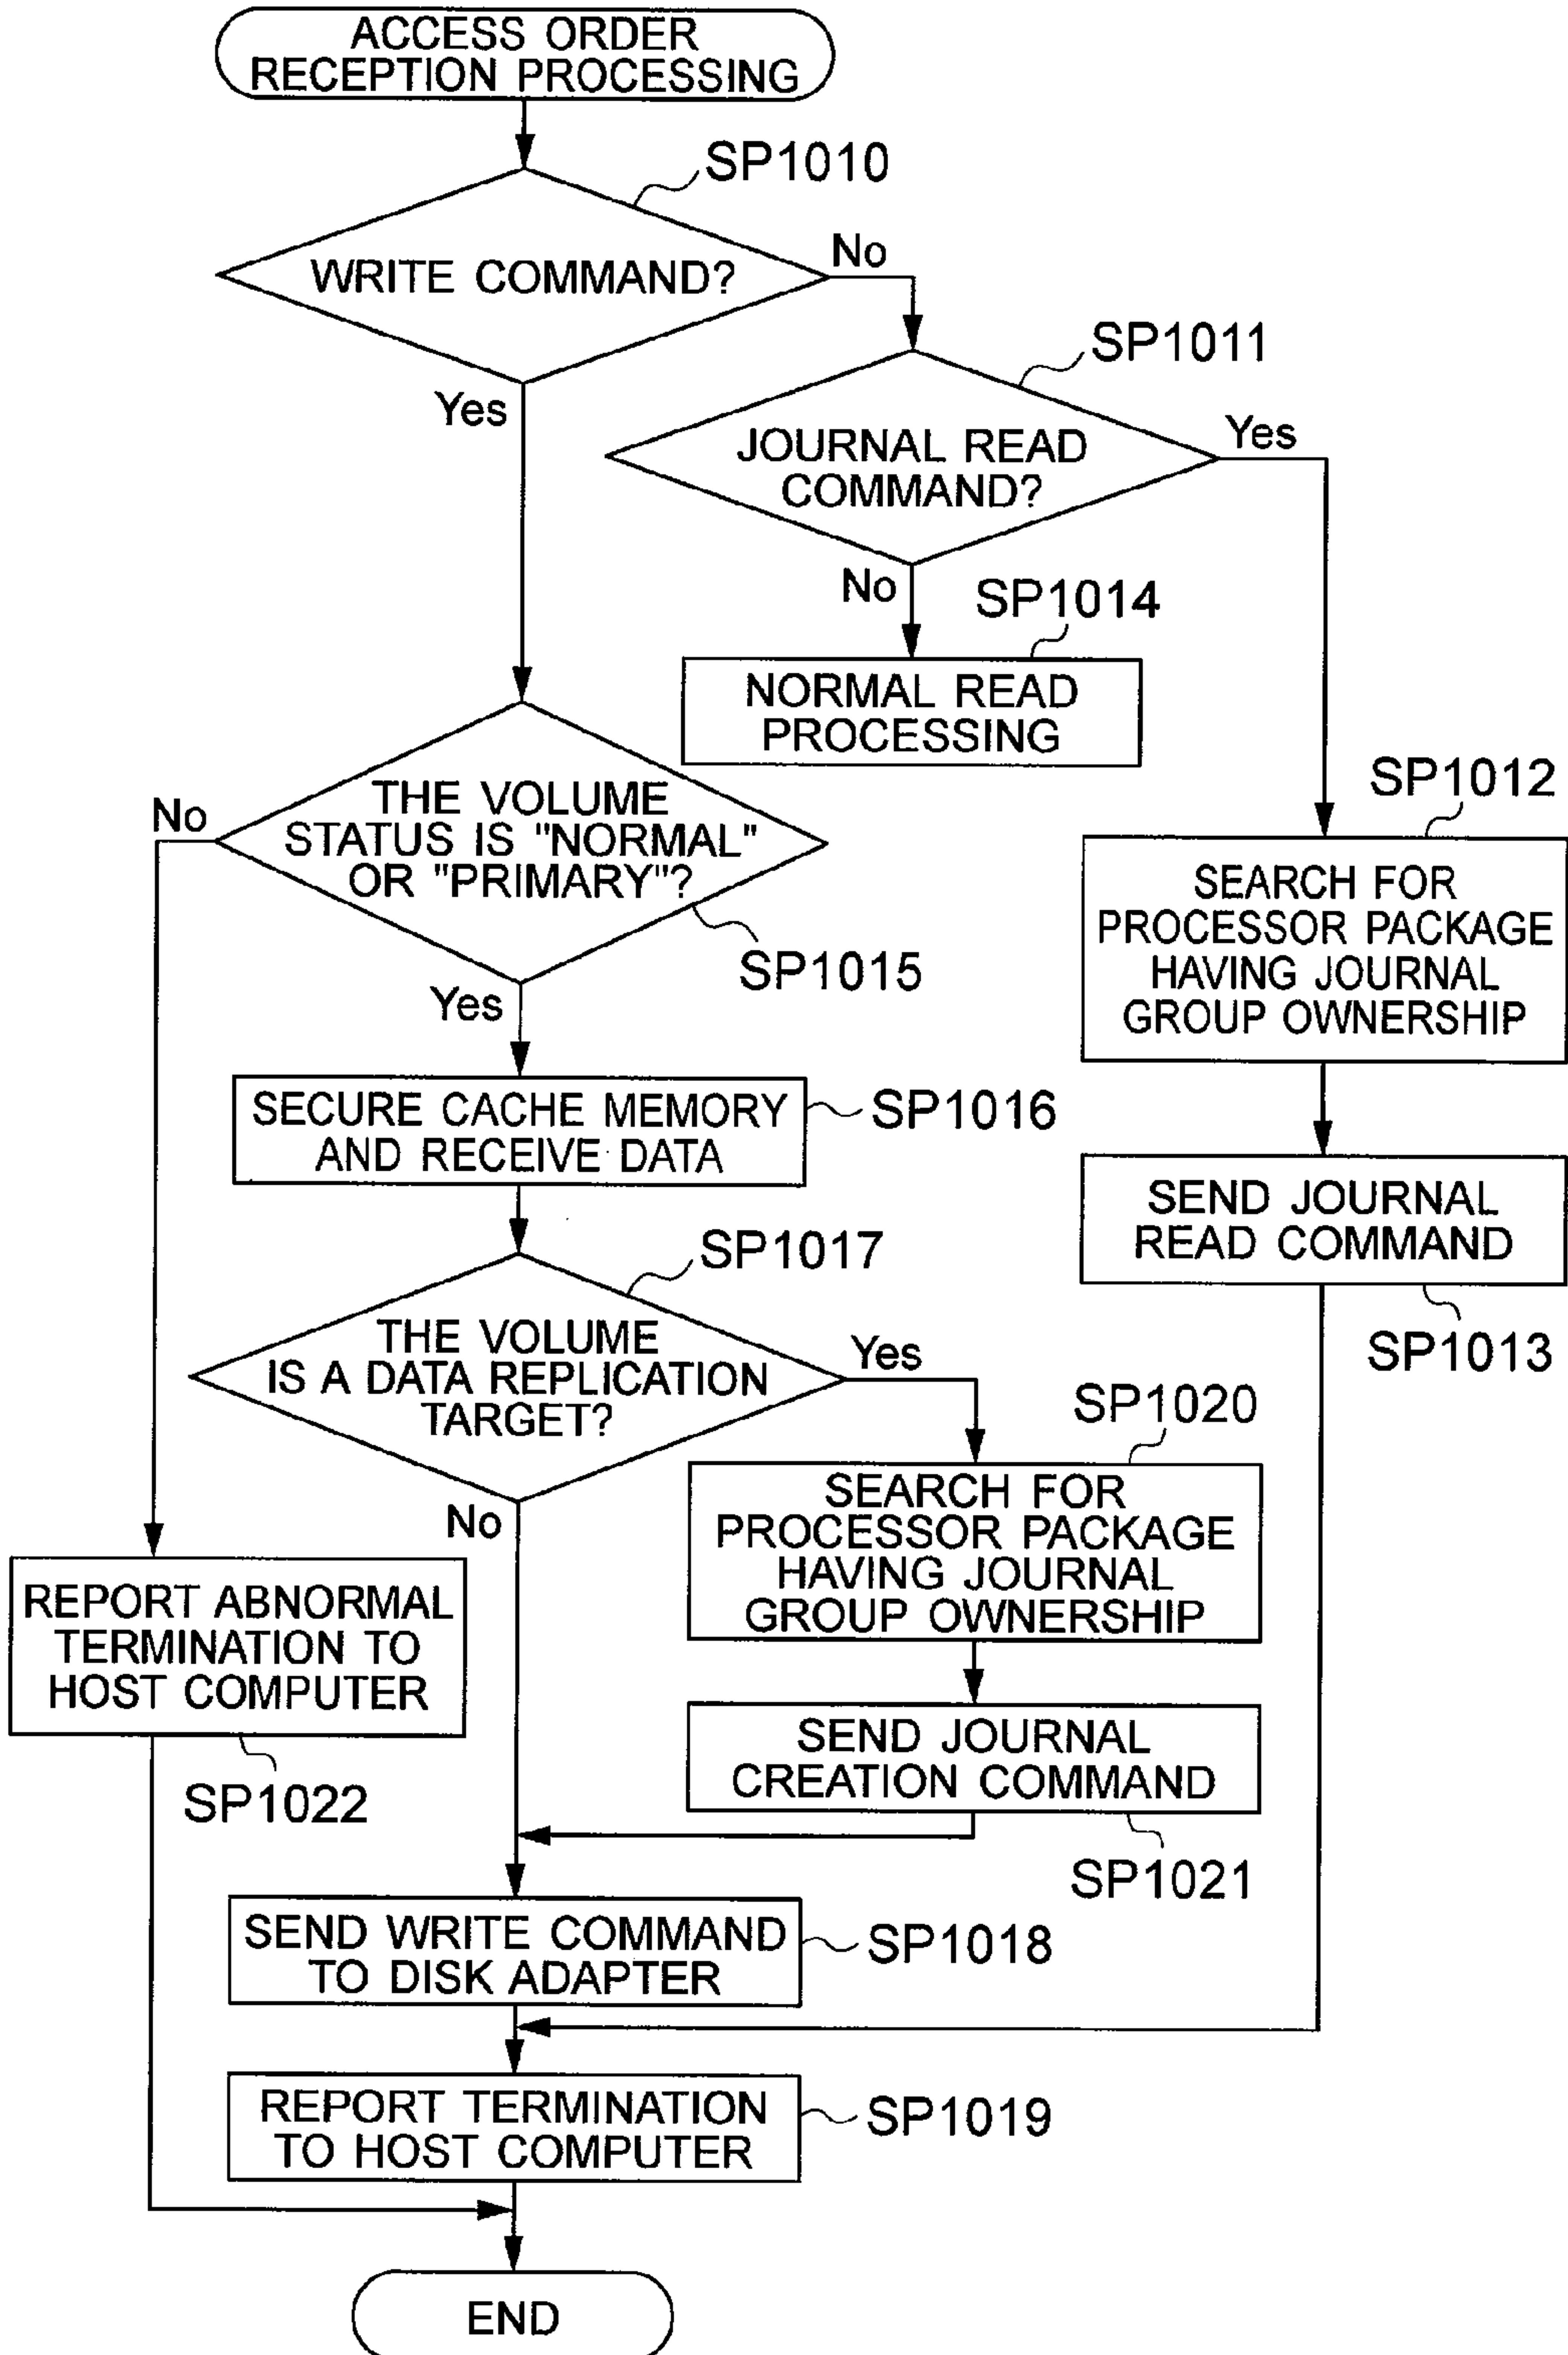 ACCESS ORDER
RECEPTION PROCESSING
SP1010
WRITE COMMAND?
No
Yes
SP1011
JOURNAL READ
COMMAND?
Yes
No
SP1014
NORMAL READ
PROCESSING
SP1012
SEARCH FOR
PROCESSOR PACKAGE
HAVING JOURNAL
GROUP OWNERSHIP
SEND JOURNAL
READ COMMAND
SP1013
THE VOLUME
STATUS IS "NORMAL"
OR "PRIMARY"?
No
SP1015
Yes
SECURE CACHE MEMORY
AND RECEIVE DATA
SP1016
SP1017
THE VOLUME
IS A DATA REPLICATION
TARGET?
Yes
No
SP1020
SEARCH FOR
PROCESSOR PACKAGE
HAVING JOURNAL
GROUP OWNERSHIP
SEND JOURNAL
CREATION COMMAND
SP1021
REPORT ABNORMAL
TERMINATION TO
HOST COMPUTER
SP1022
SEND WRITE COMMAND
TO DISK ADAPTER
SP1018
REPORT TERMINATION
TO HOST COMPUTER
SP1019
END